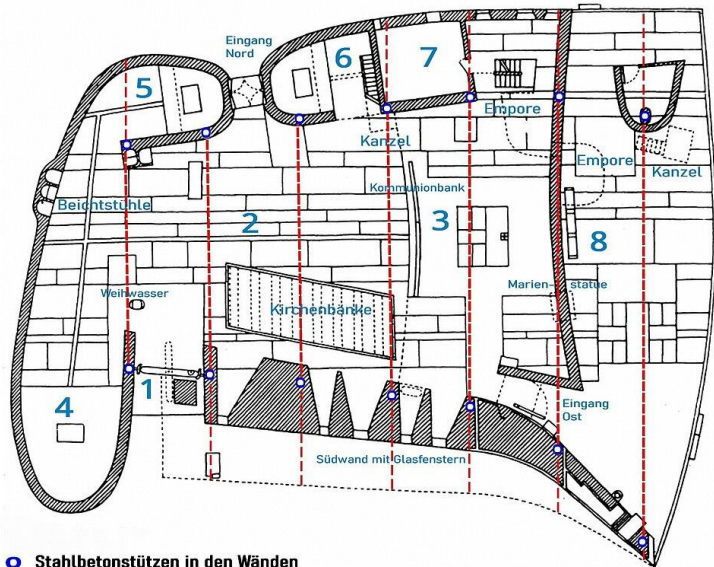 Eingang
Nord
5
6
7
Empore
Kanzel
Empore
Kanzel
Kommunionbank
Beichtstühle
2
3
8
Weihwasser
Marien-statue
Kirchenbänke
1
4
Eingang
Ost
Südwand mit Glasfenstern
Stahlbetonstützen in den Wänden